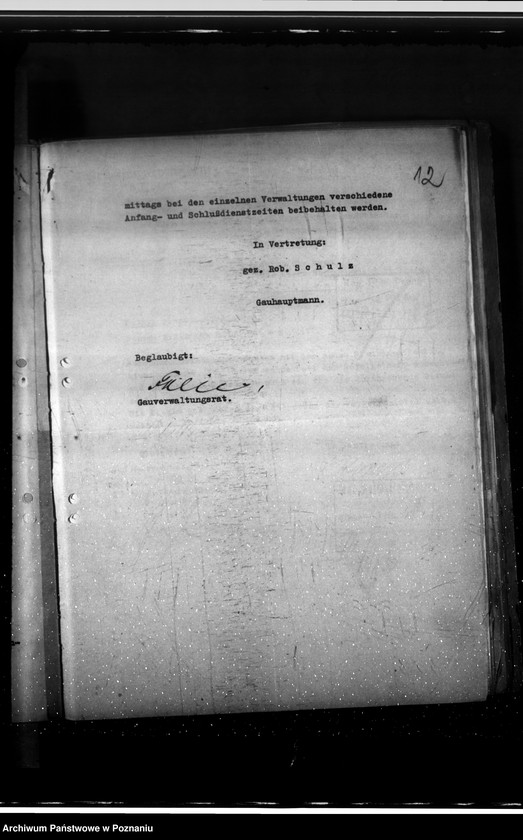 12
mittags bei den einzelnen Verwaltungen verschiedene
Anfang- und Schlußdienstzeiten beibehalten werden.
In Vertretung:
gez. Rob. S c h u l z
Gauhauptmann.
Beglaubigt:
Gauverwaltungsrat.
Archiwum Państwowe w Poznaniu